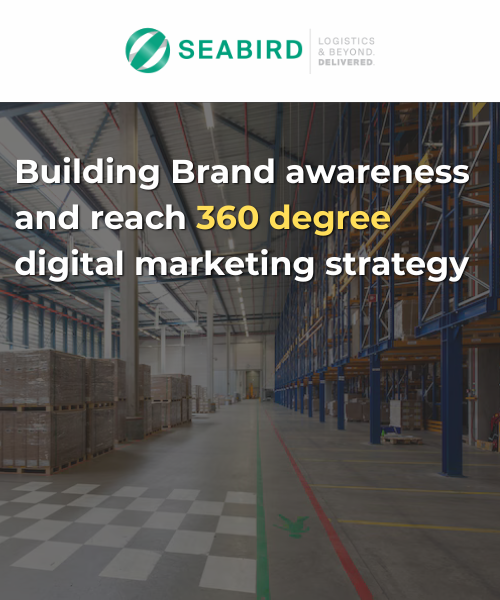 SEABIRD
LOGISTICS
& BEYOND.
DELIVERED.
Building Brand awareness
and reach 360 degree
digital marketing strategy